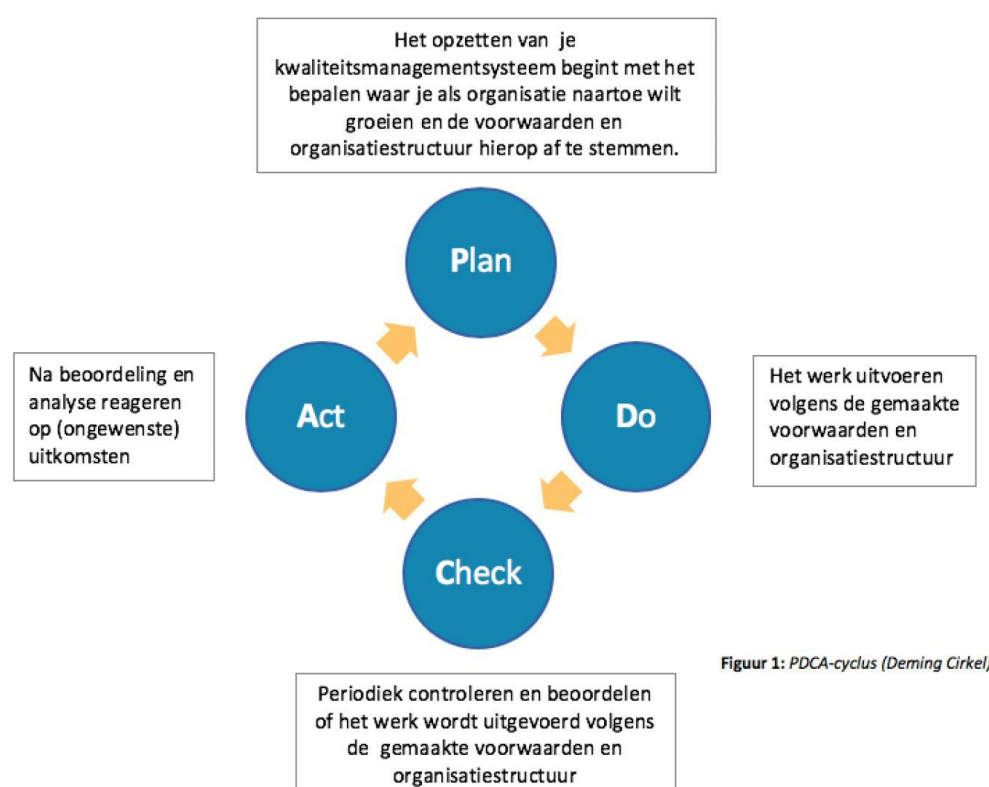 Het opzetten van je
kwaliteitsmanagementsysteem begint met het
bepalen waar je als organisatie naartoe wilt
groeien en de voorwaarden en
organisatiestructuur hierop af te stemmen.
Plan
Na beoordeling en
analyse reageren
op (ongewenste)
uitkomsten
Act
Do
Het werk uitvoeren
volgens de gemaakte
voorwaarden en
organisatiestructuur
Check
Figuur 1: PDCA-cyclus (Deming Cirkel)
Periodiek controleren en beoordelen
of het werk wordt uitgevoerd volgens
de gemaakte voorwaarden en
organisatiestructuur